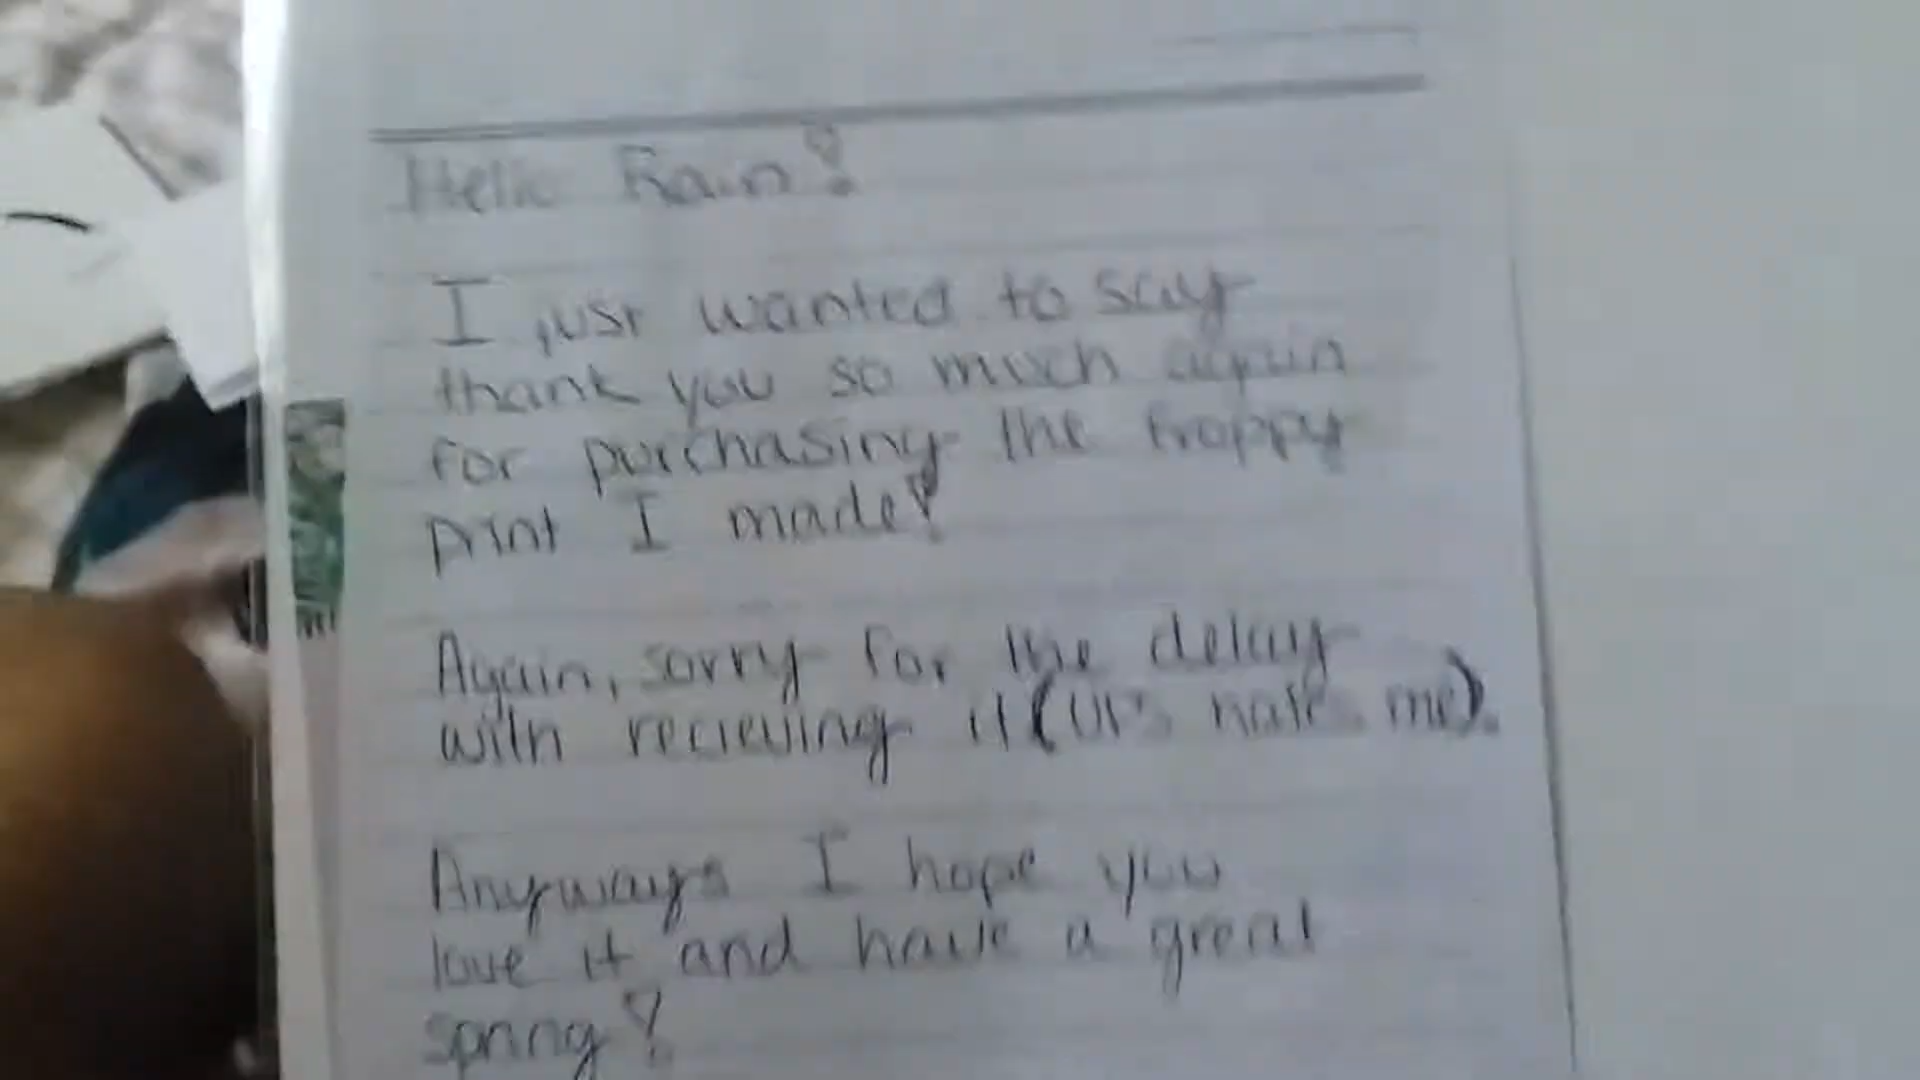 Hello Rain!
I just wanted to say
thank you so much again
for purchasing the froppy
print I made!
Again, sorry for the delay
with recieving it (UPS hates me).
Anyways I hope you
love it and have a great
spring!